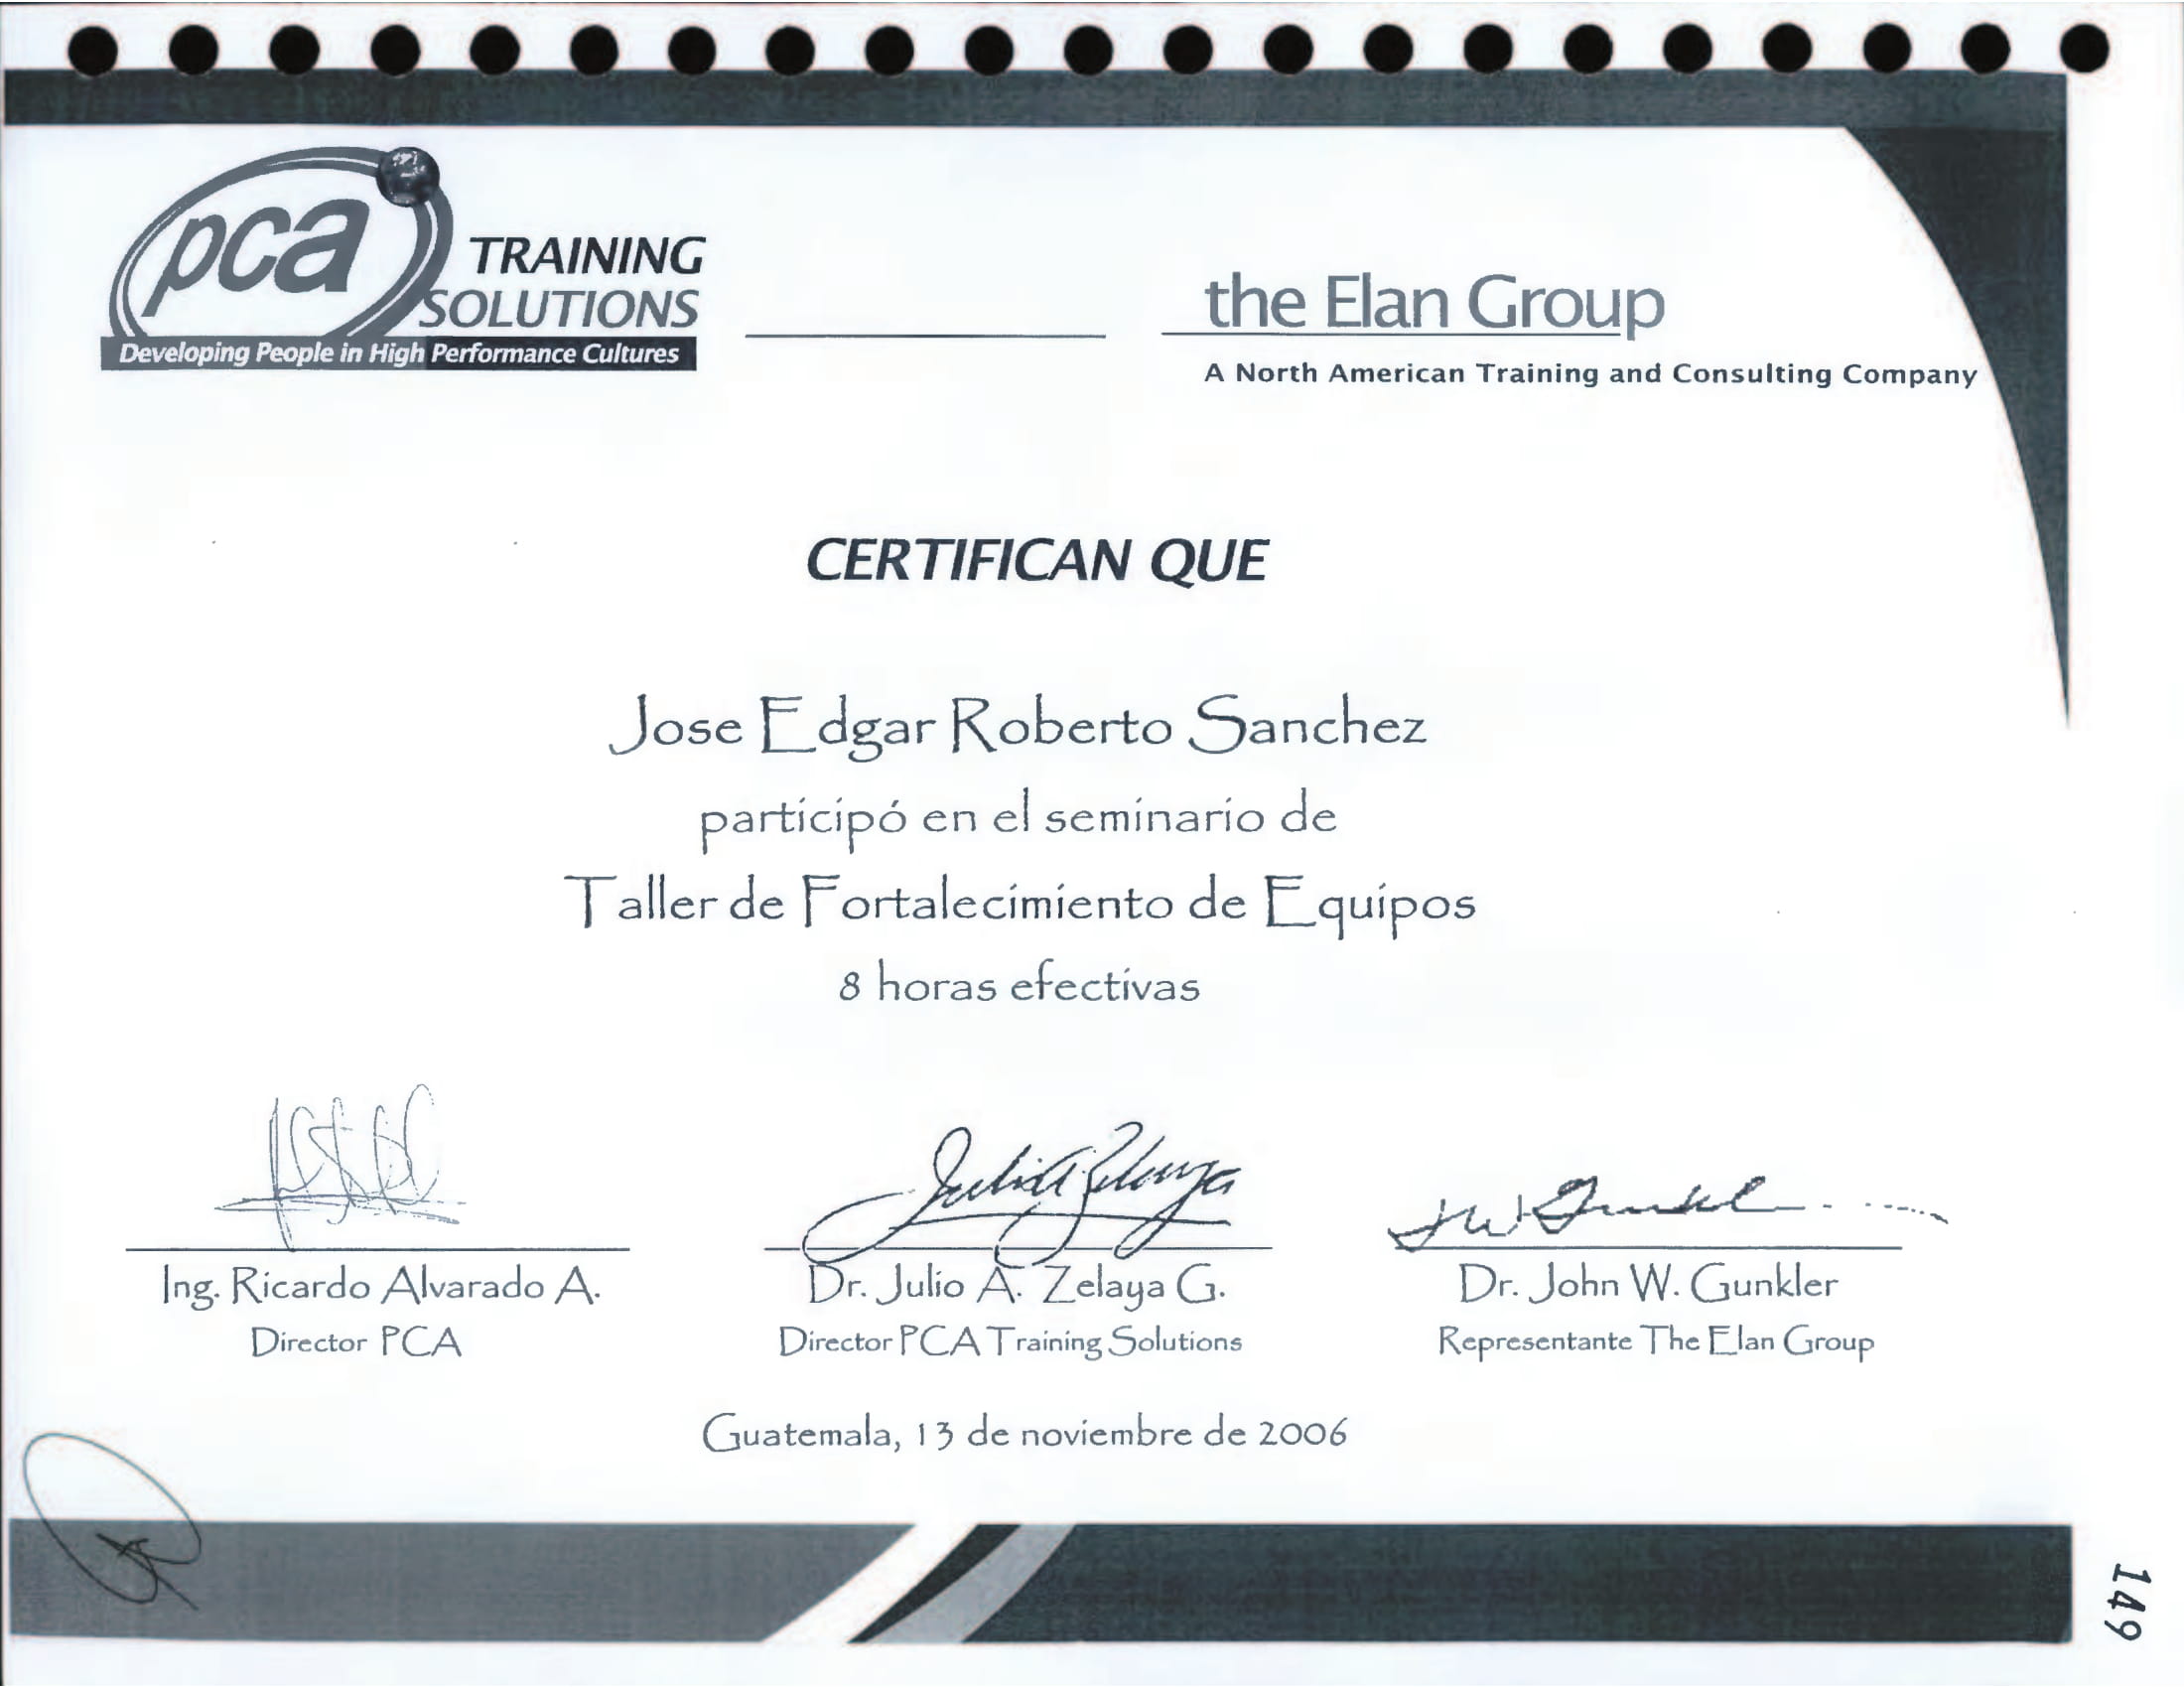 pca TRAINING
SOLUTIONS
Developing People in High Performance Cultures
the Elan Group
A North American Training and Consulting Company
CERTIFICAN QUE
Jose Edgar Roberto Sanchez
participó en el seminario de
Taller de Fortalecimiento de Equipos
8 horas efectivas
Ing. Ricardo Alvarado A.
Director PCA
Dr. Julio A. Zelaya G.
Director PCA Training Solutions
Dr. John W. Gunkler
Representante The Elan Group
Guatemala, 13 de noviembre de 2006
149